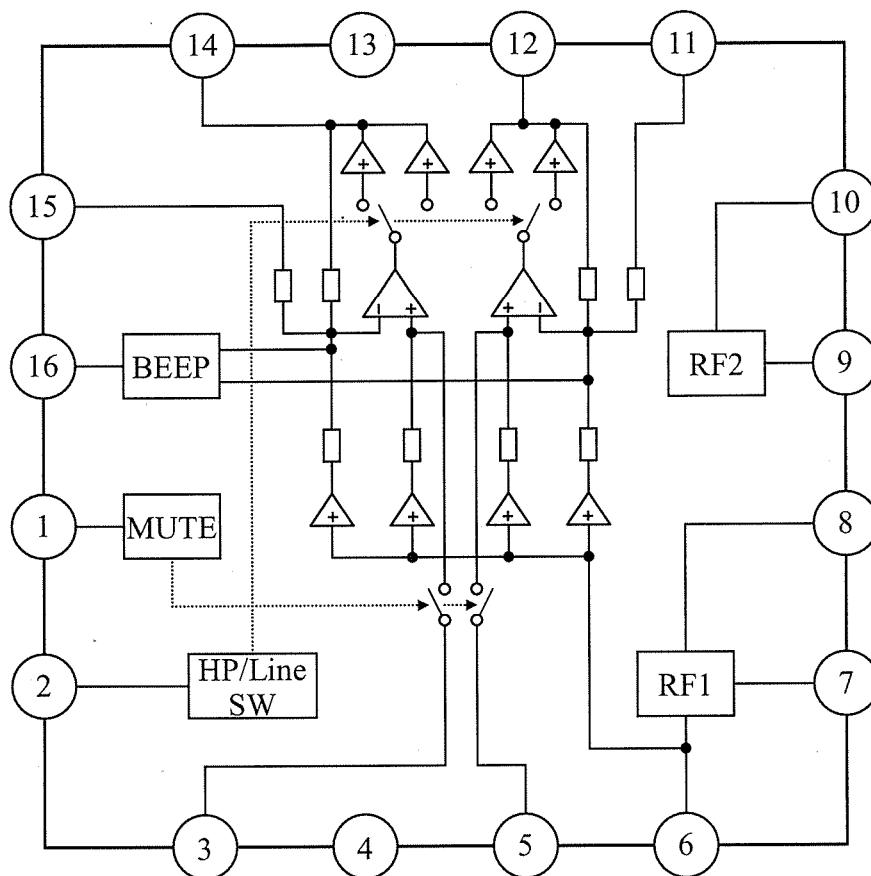 14 13 12 11
15 10
+ + + +
- + + -
16 BEEP RF2 9
+ + + +
1 MUTE 8
2 HP/Line RF1 7
SW
3 4 5 6